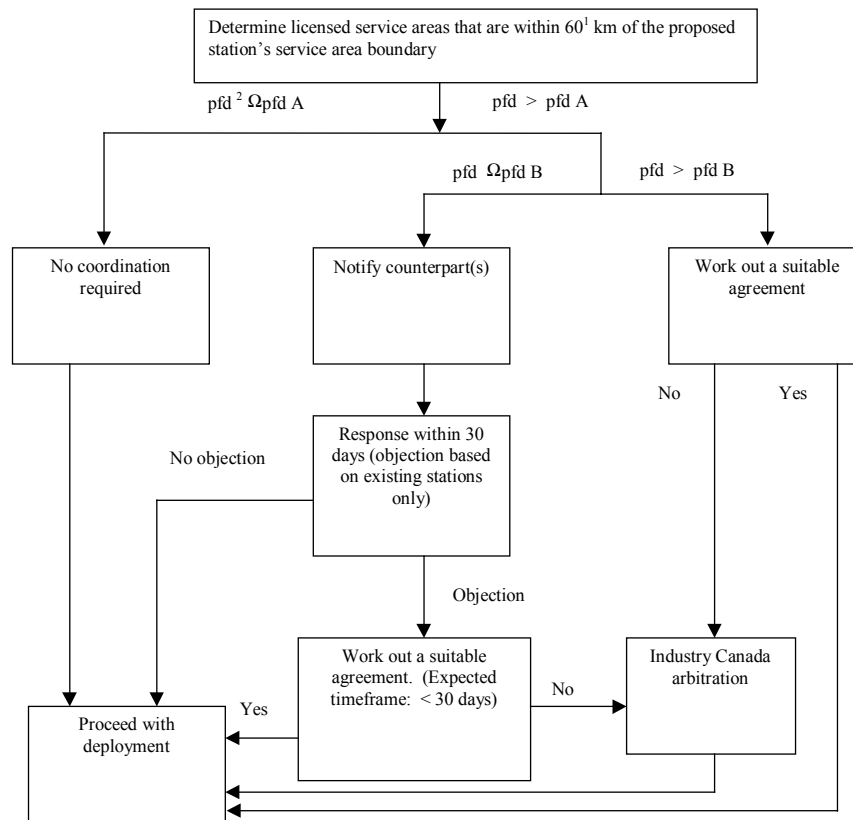 Determine licensed service areas that are within 60¹ km of the proposed
station’s service area boundary
pfd ² Ωpfd A
pfd > pfd A
pfd Ωpfd B
pfd > pfd B
No coordination
required
Notify counterpart(s)
Work out a suitable
agreement
No
Yes
Response within 30
days (objection based
on existing stations
only)
No objection
Objection
Work out a suitable
agreement. (Expected
timeframe: < 30 days)
Industry Canada
arbitration
No
Yes
Proceed with
deployment